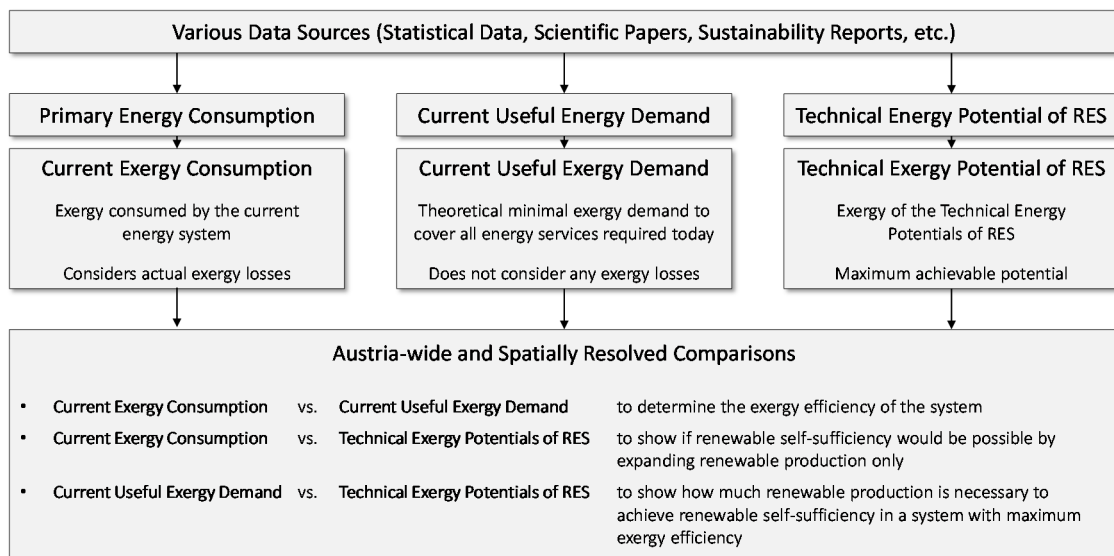 Various Data Sources (Statistical Data, Scientific Papers, Sustainability Reports, etc.)
Primary Energy Consumption
Current Useful Energy Demand
Technical Energy Potential of RES
Current Exergy Consumption
Exergy consumed by the current
energy system
Considers actual exergy losses
Current Useful Exergy Demand
Theoretical minimal exergy demand to
cover all energy services required today
Does not consider any exergy losses
Technical Exergy Potential of RES
Exergy of the Technical Energy
Potentials of RES
Maximum achievable potential
Austria-wide and Spatially Resolved Comparisons
• Current Exergy Consumption vs. Current Useful Exergy Demand to determine the exergy efficiency of the system
• Current Exergy Consumption vs. Technical Exergy Potentials of RES to show if renewable self-sufficiency would be possible by
expanding renewable production only
• Current Useful Exergy Demand vs. Technical Exergy Potentials of RES to show how much renewable production is necessary to
achieve renewable self-sufficiency in a system with maximum
exergy efficiency